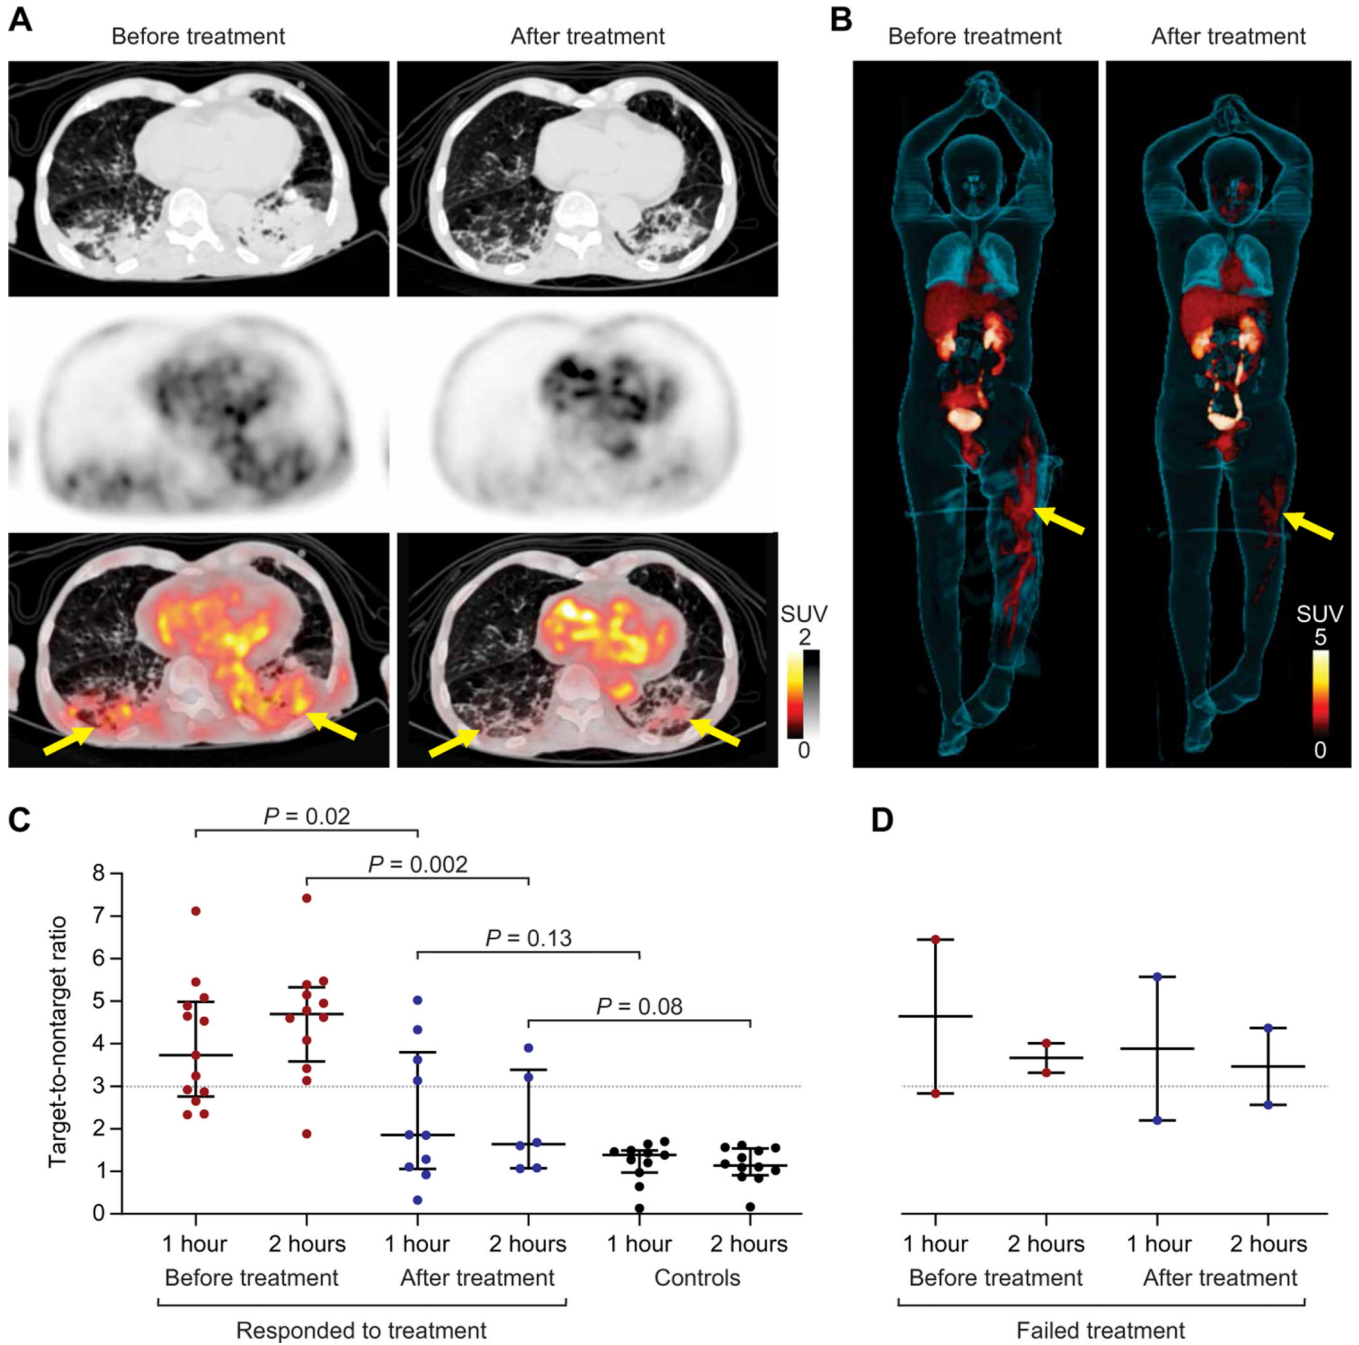 A
Before treatment
After treatment
SUV
2
0
B
Before treatment
After treatment
SUV
5
0
C
P = 0.02
P = 0.002
P = 0.13
P = 0.08
Target-to-nontarget ratio
8
7
6
5
4
3
2
1
0
1 hour 2 hours 1 hour 2 hours 1 hour 2 hours
Before treatment After treatment Controls
Responded to treatment
D
1 hour 2 hours 1 hour 2 hours
Before treatment After treatment
Failed treatment